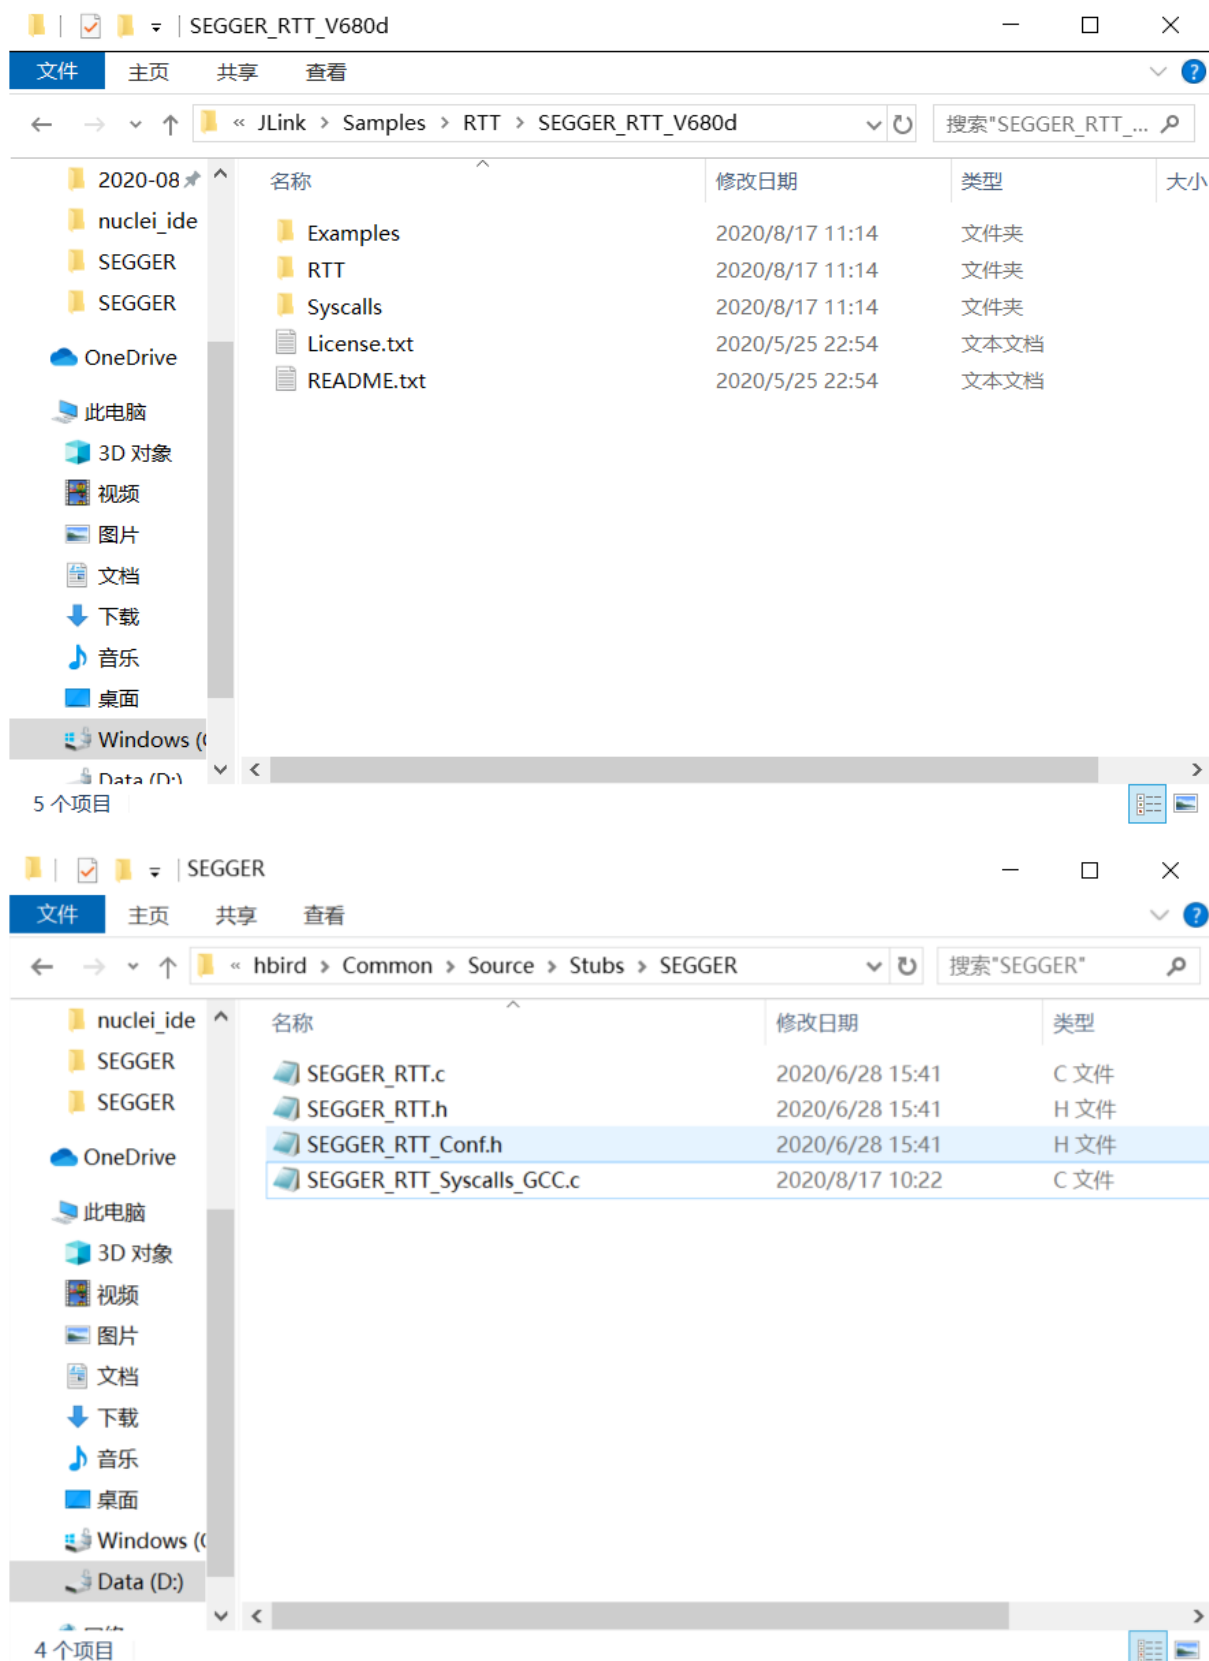 SEGGER_RTT_V680d
文件 主页 共享 查看
« JLink > Samples > RTT > SEGGER_RTT_V680d 搜索"SEGGER_RTT_...
2020-08 名称 修改日期 类型 大小
nuclei_ide Examples 2020/8/17 11:14 文件夹
SEGGER RTT 2020/8/17 11:14 文件夹
SEGGER Syscalls 2020/8/17 11:14 文件夹
License.txt 2020/5/25 22:54 文本文档
OneDrive
README.txt 2020/5/25 22:54 文本文档
此电脑
3D 对象
视频
图片
文档
下载
音乐
桌面
Windows (
Data (D:)
5 个项目
SEGGER
文件 主页 共享 查看
« hbird > Common > Source > Stubs > SEGGER 搜索"SEGGER"
nuclei_ide 名称 修改日期 类型
SEGGER SEGGER_RTT.c 2020/6/28 15:41 C 文件
SEGGER SEGGER_RTT.h 2020/6/28 15:41 H 文件
OneDrive SEGGER_RTT_Conf.h 2020/6/28 15:41 H 文件
SEGGER_RTT_Syscalls_GCC.c 2020/8/17 10:22 C 文件
此电脑
3D 对象
视频
图片
文档
下载
音乐
桌面
Windows (
Data (D:)
4 个项目